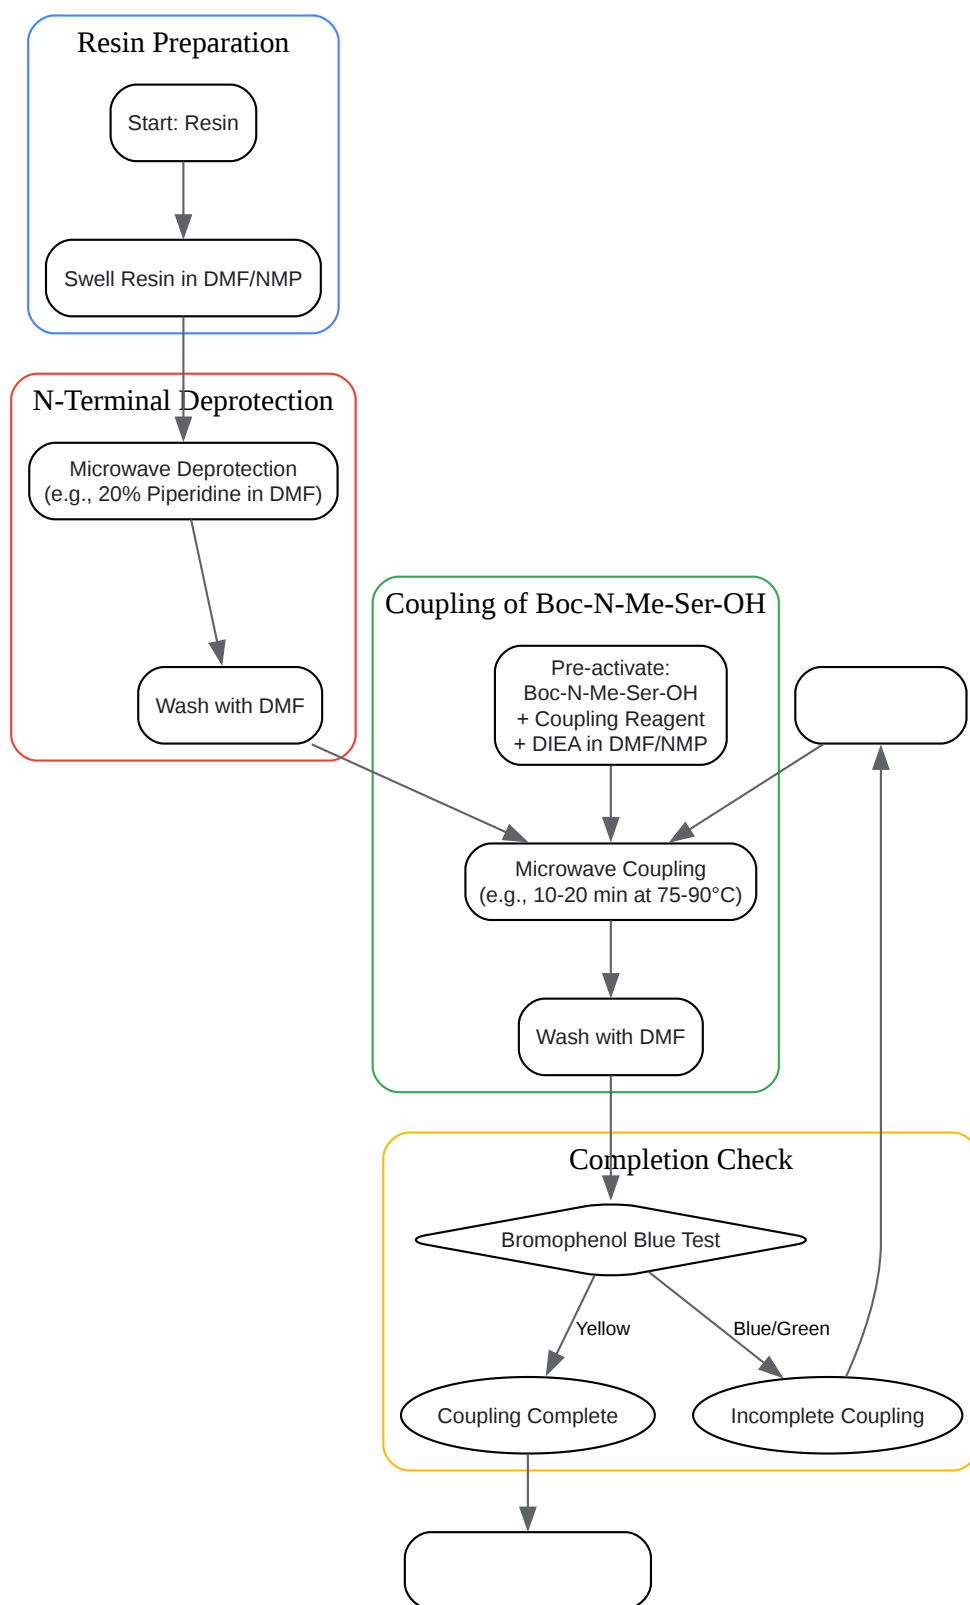 Resin Preparation
Start: Resin
Swell Resin in DMF/NMP
N-Terminal Deprotection
Microwave Deprotection
(e.g., 20% Piperidine in DMF)
Wash with DMF
Coupling of Boc-N-Me-Ser-OH
Pre-activate:
Boc-N-Me-Ser-OH
+ Coupling Reagent
+ DIEA in DMF/NMP
Microwave Coupling
(e.g., 10-20 min at 75-90°C)
Wash with DMF
Completion Check
Bromophenol Blue Test
Yellow
Blue/Green
Coupling Complete
Incomplete Coupling